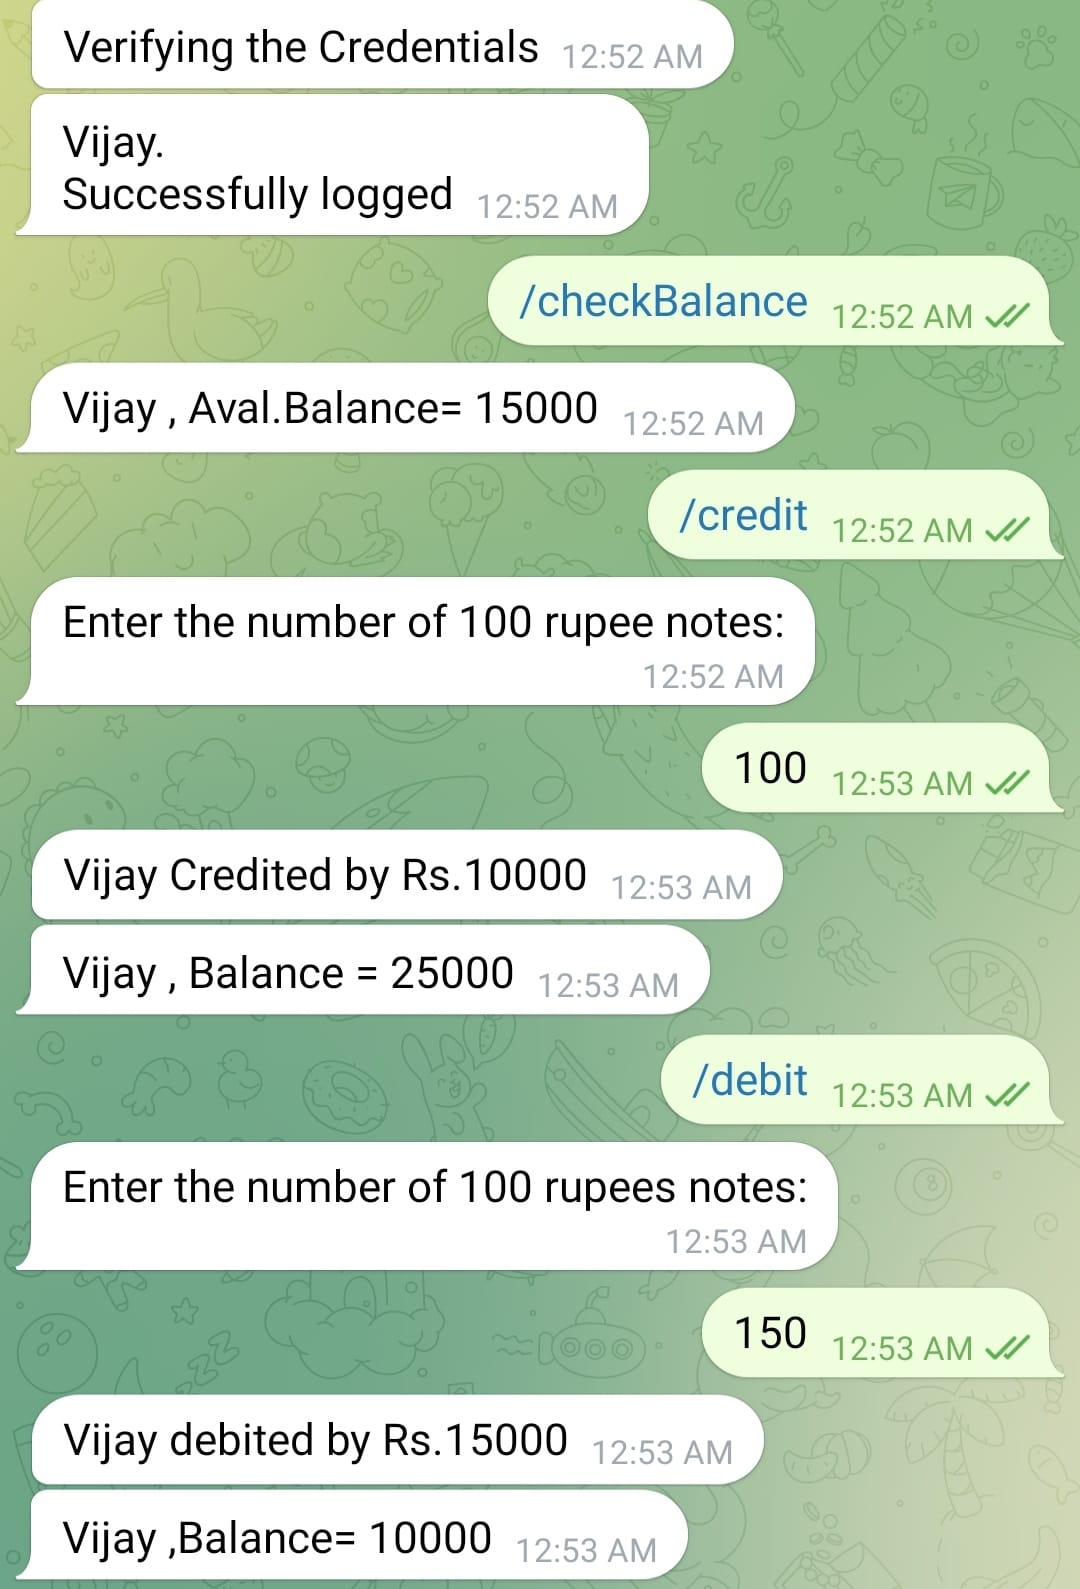 Verifying the Credentials 12:52 AM
Vijay.
Successfully logged 12:52 AM
/checkBalance 12:52 AM
Vijay , Aval.Balance= 15000 12:52 AM
/credit 12:52 AM
Enter the number of 100 rupee notes:
12:52 AM
100 12:53 AM
Vijay Credited by Rs.10000 12:53 AM
Vijay , Balance = 25000 12:53 AM
/debit 12:53 AM
Enter the number of 100 rupees notes:
12:53 AM
150 12:53 AM
Vijay debited by Rs.15000 12:53 AM
Vijay ,Balance= 10000 12:53 AM